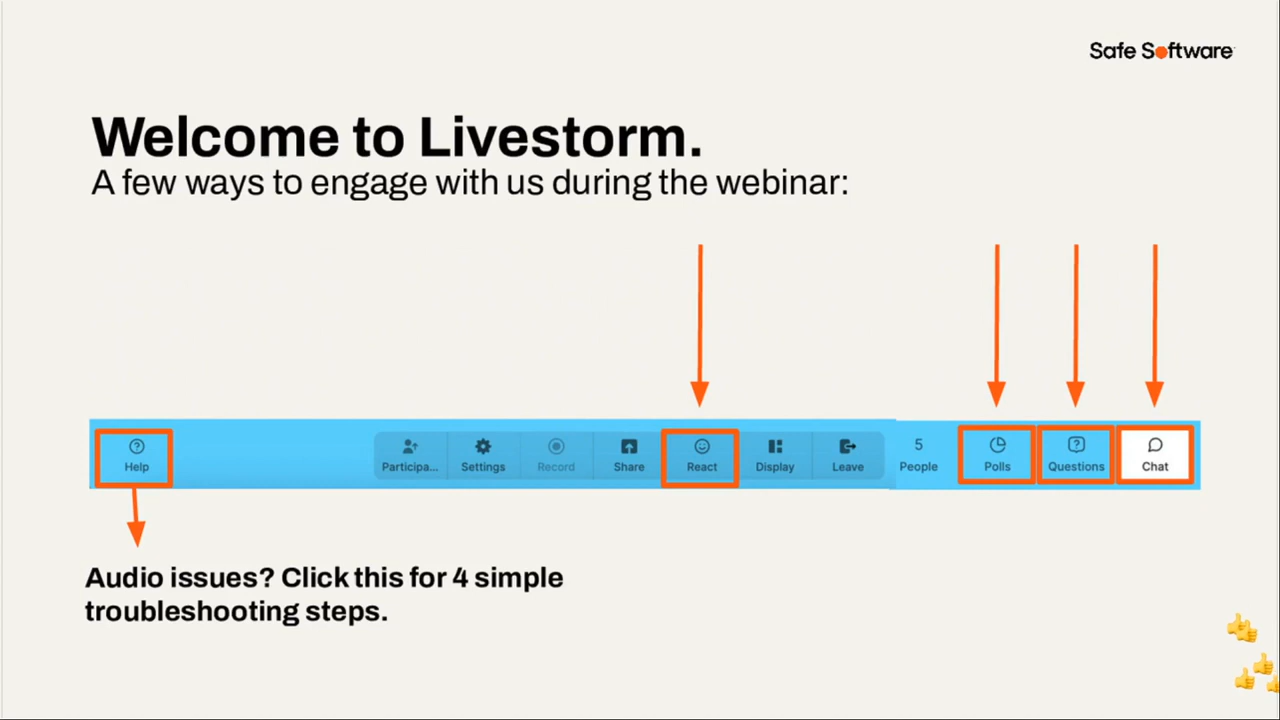 Safe Software
Welcome to Livestorm.
A few ways to engage with us during the webinar:
Help
Participa...
Settings
Record
Share
React
Display
Leave
5
People
Polls
Questions
Chat
Audio issues? Click this for 4 simple
troubleshooting steps.